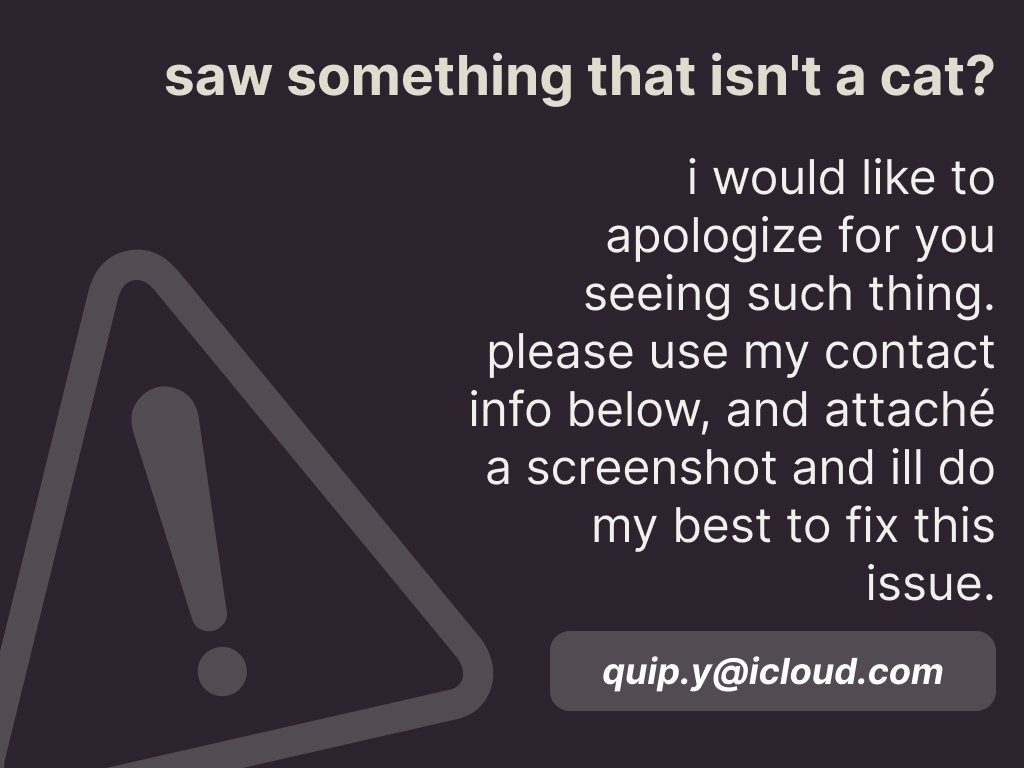 saw something that isn't a cat?
i would like to
apologize for you
seeing such thing.
please use my contact
info below, and attaché
a screenshot and ill do
my best to fix this
issue.
quip.y@icloud.com